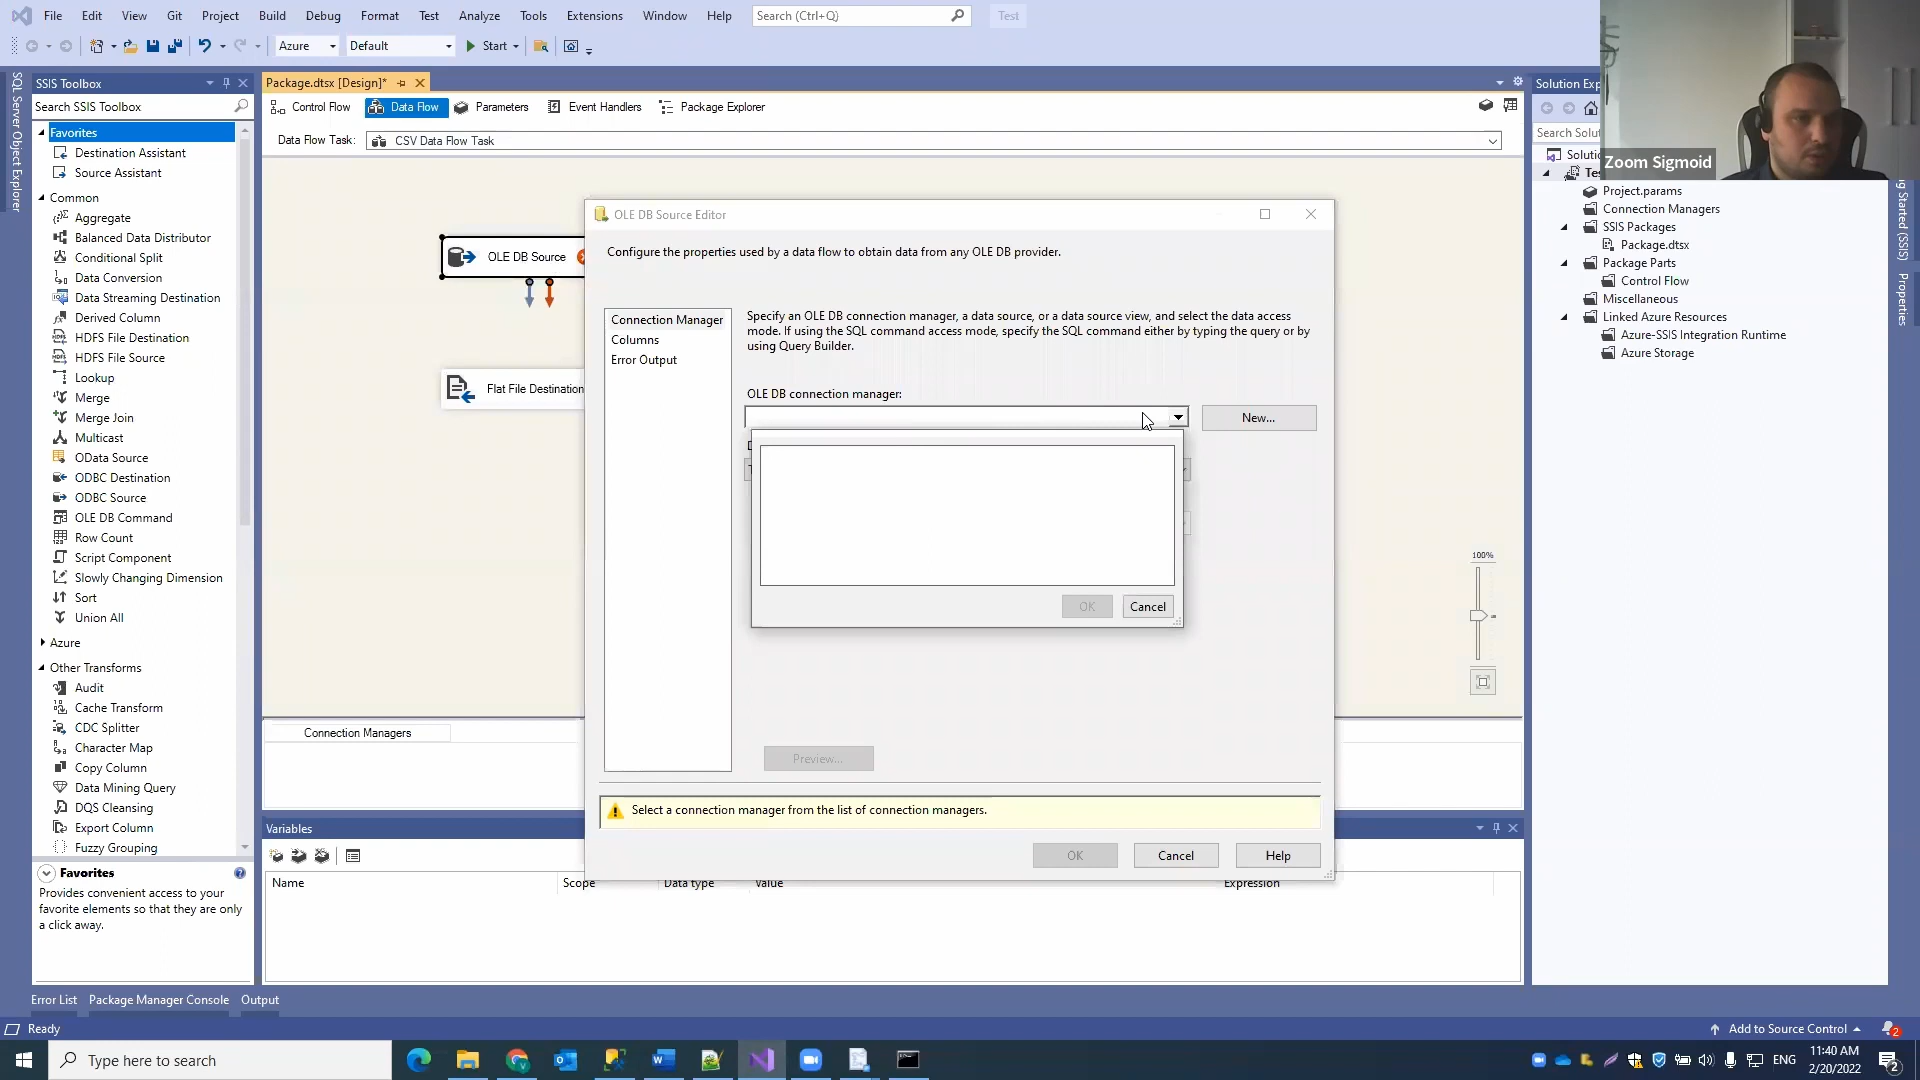 File Edit View Git Project Build Debug Format Test Analyze Tools Extensions Window Help Search (Ctrl+Q) Test
Azure Default Start
SQL Server Object Explorer
SSIS Toolbox
Search SSIS Toolbox
Favorites
Destination Assistant
Source Assistant
Common
Aggregate
Balanced Data Distributor
Conditional Split
Data Conversion
Data Streaming Destination
Derived Column
HDFS File Destination
HDFS File Source
Lookup
Merge
Merge Join
Multicast
OData Source
ODBC Destination
ODBC Source
OLE DB Command
Row Count
Script Component
Slowly Changing Dimension
Sort
Union All
Azure
Other Transforms
Audit
Cache Transform
CDC Splitter
Character Map
Copy Column
Data Mining Query
DQS Cleansing
Export Column
Fuzzy Grouping
Favorites
Provides convenient access to your
favorite elements so that they are only
a click away.
Package.dtsx [Design]*
Control Flow Data Flow Parameters Event Handlers Package Explorer
Data Flow Task: CSV Data Flow Task
OLE DB Source
Flat File Destination
OLE DB Source Editor
Configure the properties used by a data flow to obtain data from any OLE DB provider.
Connection Manager
Columns
Error Output
Specify an OLE DB connection manager, a data source, or a data source view, and select the data access
mode. If using the SQL command access mode, specify the SQL command either by typing the query or by
using Query Builder.
OLE DB connection manager:
New...
OK Cancel
Preview...
Select a connection manager from the list of connection managers.
OK Cancel Help
100%
Connection Managers
Variables
Name Scope Data type Value Expression
Solution Exp
Search Solu
Soluti
Tes
Project.params
Connection Managers
SSIS Packages
Package.dtsx
Package Parts
Control Flow
Miscellaneous
Linked Azure Resources
Azure-SSIS Integration Runtime
Azure Storage
Zoom Sigmoid
g Started (SSIS)
Properties
Error List Package Manager Console Output
Ready
Add to Source Control
2
Type here to search
ENG
11:40 AM
2/20/2022
2